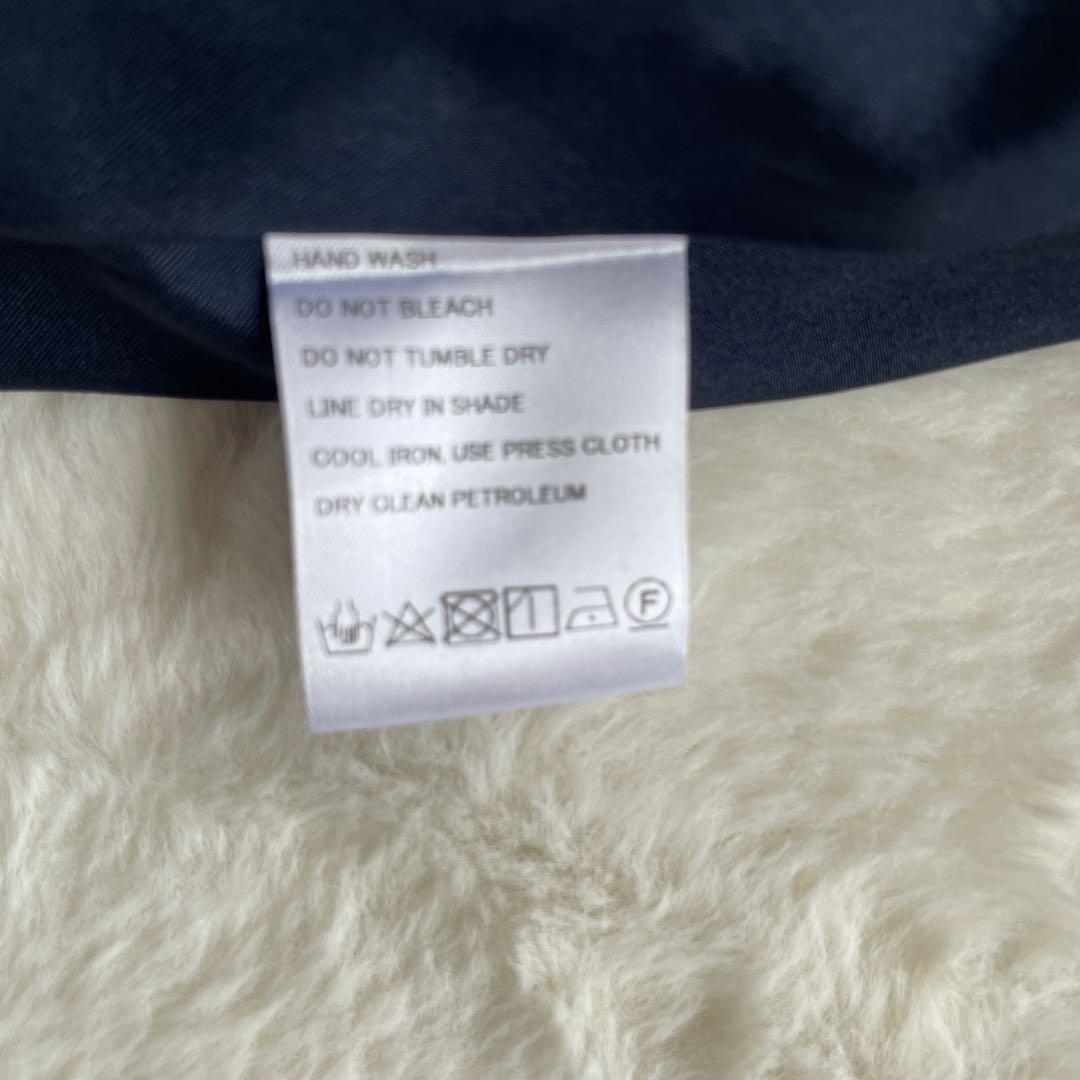 HAND WASH
DO NOT BLEACH
DO NOT TUMBLE DRY
LINE DRY IN SHADE
COOL IRON, USE PRESS CLOTH
DRY CLEAN PETROLEUM
F